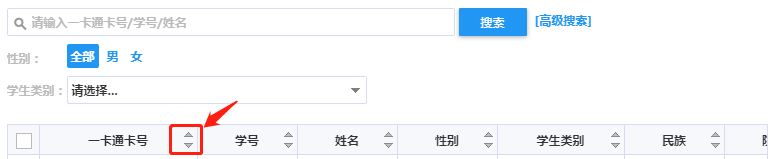 请输入一卡通卡号/学号/姓名 搜索 [高级搜索]
性别： 全部 男 女
学生类别： 请选择...
一卡通卡号 学号 姓名 性别 学生类别 民族